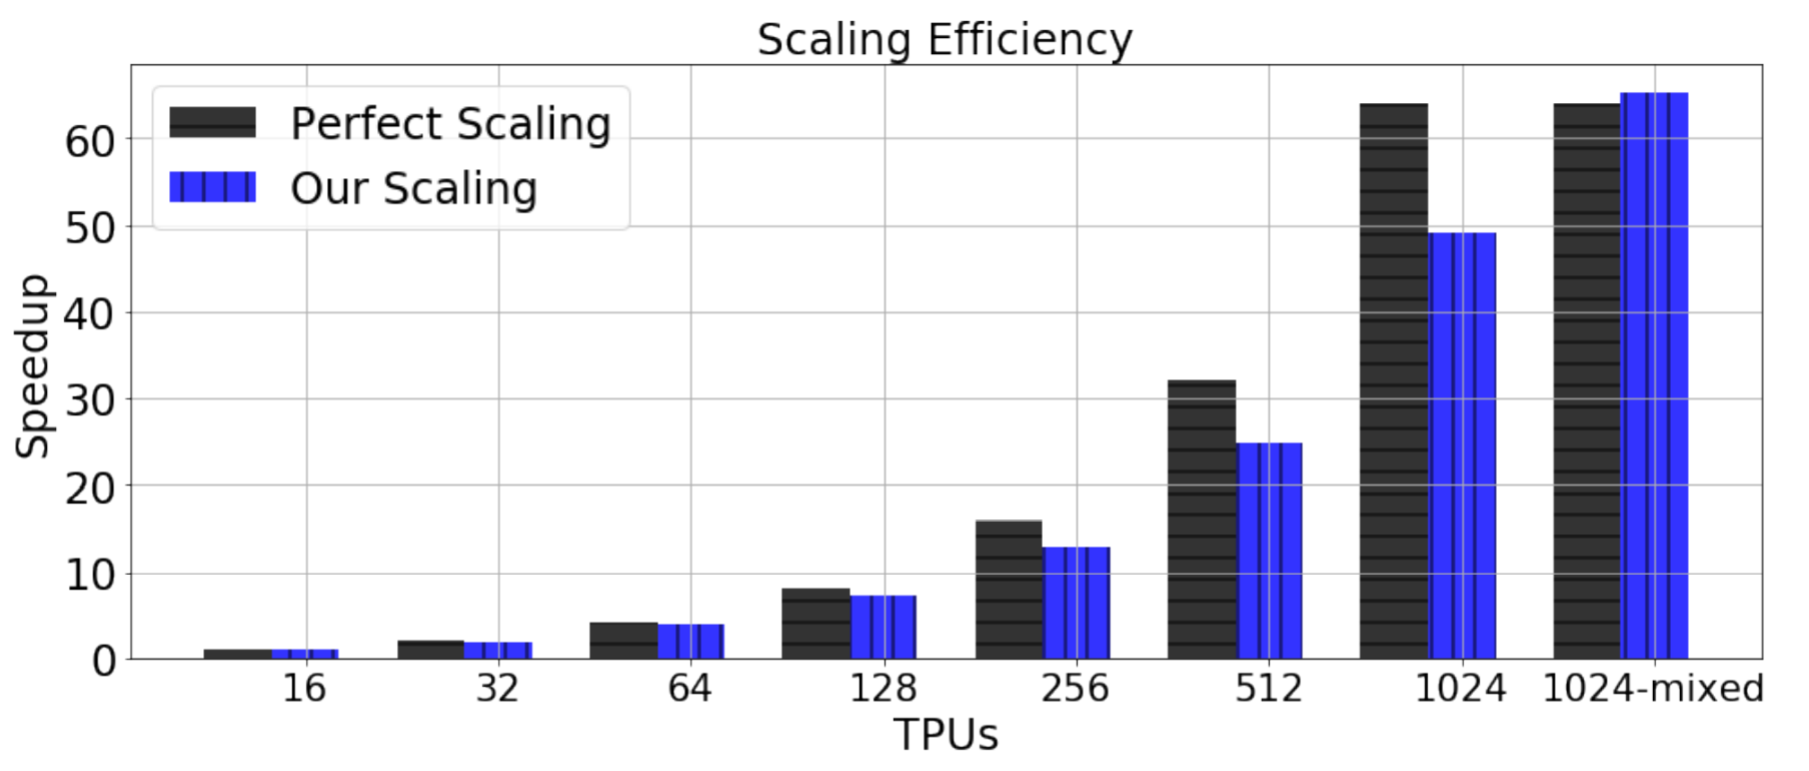 Scaling Efficiency
Perfect Scaling
Our Scaling
60
50
40
30
20
10
0
Speedup
16 32 64 128 256 512 1024 1024-mixed
TPUs